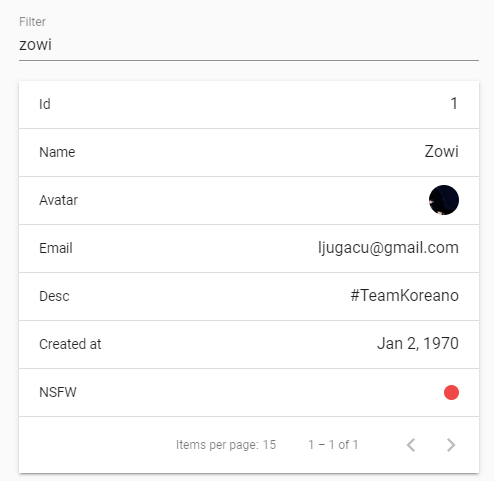 Filter
zowi
Id 1
Name Zowi
Avatar
Email ljugacu@gmail.com
Desc #TeamKoreano
Created at Jan 2, 1970
NSFW
Items per page: 15 1 – 1 of 1